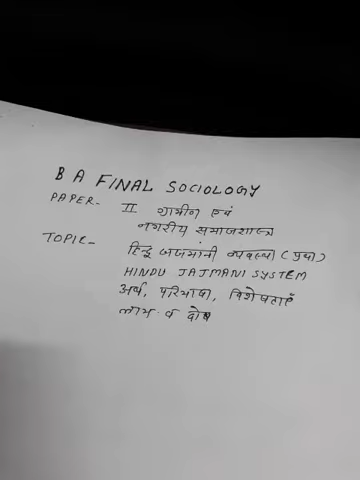 B A FINAL SOCIOLOGY
PAPER- II ग्रामीण एवं
नगरीय समाजशास्त्र
TOPIC- हिन्दू जजमानी व्यवस्था (प्रथा)
HINDU JAJMANI SYSTEM
अर्थ, परिभाषा, विशेषताएँ
लाभ व दोष